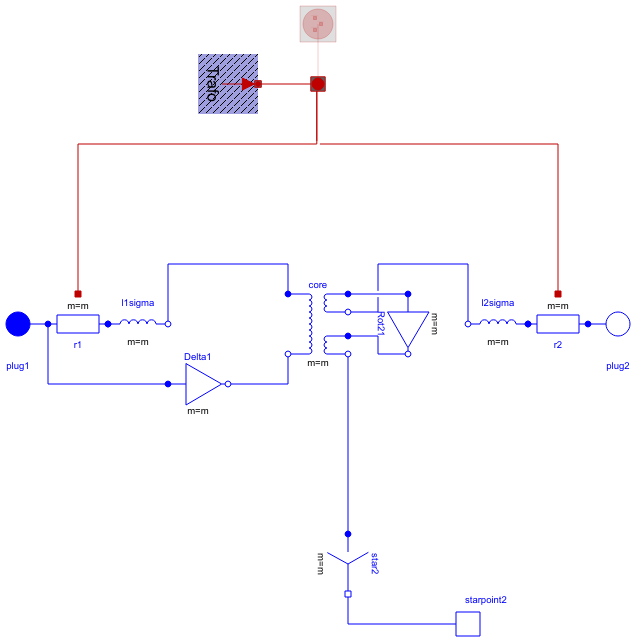 Trafo
m=m
l1sigma
core
l2sigma
m=m
r1
m=m
Rot21
m=m
m=m
r2
plug1
Delta1
m=m
plug2
m=m
m=m
star2
starpoint2